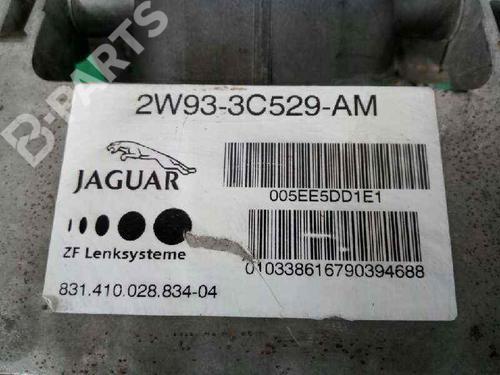 B-PARTS
2W93-3C529-AM
JAGUAR
005EE5DD1E1
ZF Lenksysteme
010338616790394688
831.410.028.834-04